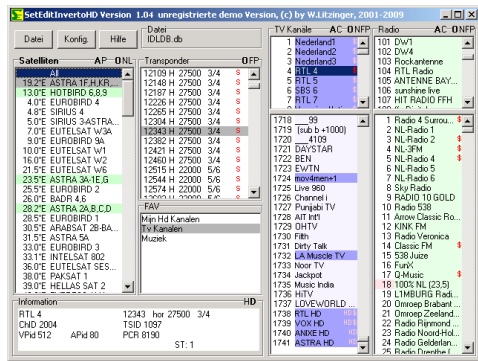 SetEditInvertoHD Version 1.04 unregistrierte demo Version, (c) by W.Litzinger, 2001-2009
Datei
Konfig.
Hilfe
Datei
IDLDB.db
Satelliten AP ONL
All
19.2°E ASTRA 1F,H,KR,...
13.0°E HOTBIRD 6,8,9
4.0°E EUROBIRD 4
4.8°E SIRIUS 4
5.0°E SIRIUS 3-ASTRA...
7.0°E EUTELSAT W3A
9.0°E EUROBIRD 9A
10.0°E EUTELSAT W1
16.0°E EUTELSAT W2
21.5°E EUTELSAT W6
23.5°E ASTRA 3A-1E,G
25.5°E EUROBIRD 2
26.0°E BADR 4,6
28.2°E ASTRA 2A,B,C,D
28.5°E EUROBIRD 1
30.5°E ARABSAT 2B-BA...
31.5°E ASTRA 5A
33.0°E EUROBIRD 3
33.1°E INTELSAT 802
36.0°E EUTELSAT SES...
38.0°E PAKSAT 1
39.0°E HELLAS SAT 2
Transponder OFP
12109 H 27500 3/4 S
12148 H 27500 3/4 S
12187 H 27500 3/4 S
12226 H 27500 3/4 S
12265 H 27500 3/4 S
12304 H 27500 3/4 S
12343 H 27500 3/4 S
12382 H 27500 3/4 S
12421 H 27500 3/4 S
12460 H 27500 3/4 S
12515 H 22000 5/6 S
12544 H 22000 5/6 S
12574 H 22000 5/6 S
FAV
Mijn Hd Kanalen
Tv Kanalen
Muziek
TV Kanäle AC ONFP
1 Nederland1
2 Nederland2
3 Nederland3
4 RTL 4 S
5 RTL 5
6 SBS 6
7 RTL 7
1718 ___99
1719 (sub b +1000)
1720 ___4109
1721 DAYSTAR
1722 BEN
1723 EWTN
1724 mov4men+1
1725 Live 960
1726 Channel i
1727 Punjabi TV
1728 AIT Int'l
1729 OHTV
1730 Filth
1731 Dirty Talk
1732 LA Muscle TV
1733 Noor TV
1734 Jackpot
1735 Music India
1736 HiTV
1737 LOVEWORLD ...
1738 RTL HD HD $
1739 VOX HD HD $
1740 ANIXE HD HD
1741 ASTRA HD HD
Radio AC ONFP
101 DW1
102 DW4
103 Rockantenne
104 RTL Radio
105 ANTENNE BAY...
106 sunshine live
107 HIT RADIO FFH
1 Radio 4 Surrou... $
2 NL-Radio 1
3 NL-Radio 2 $
4 NL-3FM $
5 NL-Radio 4 $
6 NL-Radio 5
7 NL-Radio 6
8 Sky Radio
9 RADIO 10 GOLD
10 Radio 538
11 Arrow Classic Ro...
12 KINK FM
13 Radio Veronica
14 Classic FM $
15 538 Juize
16 FunX
17 Q-Music $
18 100% NL (23,5)
19 L1MBURG Radi...
20 Omroep Brabant
21 Omroep Zeeland...
22 Radio Rijnmond ...
23 Radio Noord-Hol...
24 Radio Gelderlan...
Information HD
RTL 4 12343 hor 27500 3/4
ChID 2004 TSID 1097
VPid 512 APid 80 PCR 8190
ST: 1